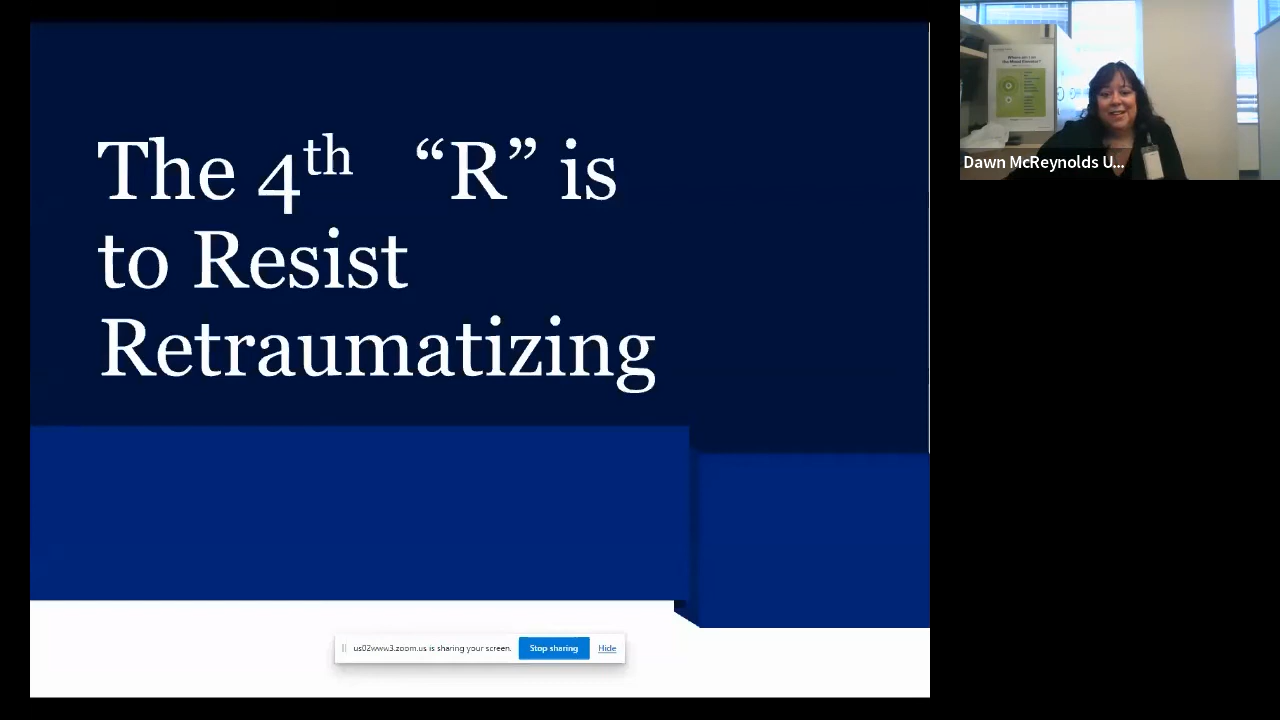 The 4th “R” is
to Resist
Retraumatizing
us02www3.zoom.us is sharing your screen.
Stop sharing
Hide
Dawn McReynolds U...